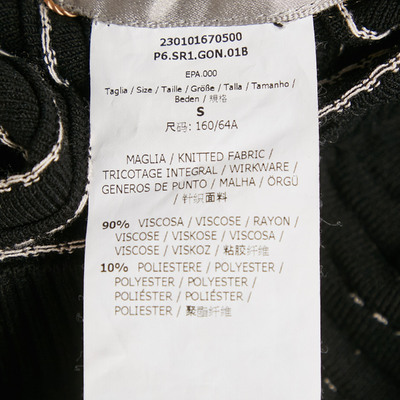 230101670500
P6.SR1.GON.01B
EPA.000
Taglia / Size / Taille / Größe / Talla / Tamanho /
Beden / 规格
S
尺码: 160/64A
MAGLIA / KNITTED FABRIC /
TRICOTAGE INTEGRAL / WIRKWARE /
GENEROS DE PUNTO / MALHA / ÖRGÜ
/ 针织面料
90% VISCOSA / VISCOSE / RAYON /
VISCOSE / VISKOSE / VISCOSA /
VISCOSE / VISKOZ / 粘胶纤维
10% POLIESTERE / POLYESTER /
POLYESTER / POLYESTER /
POLIÉSTER / POLIÉSTER /
POLIESTER / 聚酯纤维